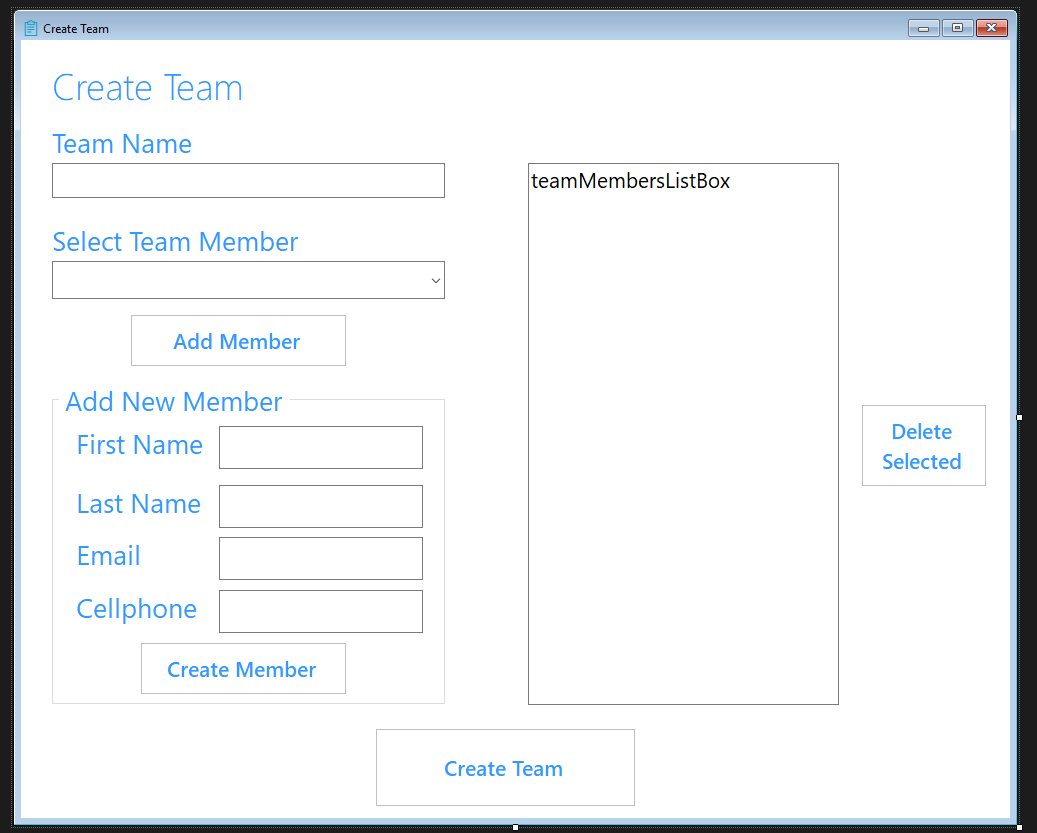 Create Team
Create Team
Team Name
teamMembersListBox
Select Team Member
Add Member
Add New Member
First Name
Last Name
Email
Cellphone
Create Member
Delete
Selected
Create Team